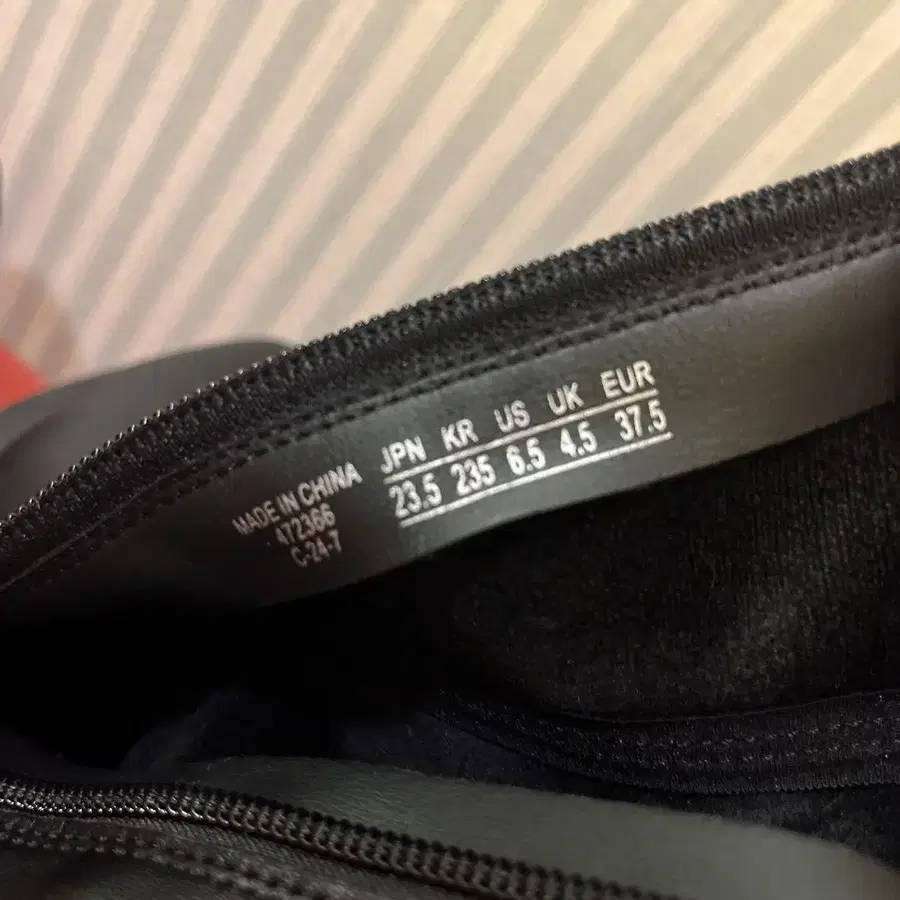 MADE IN CHINA
472366
C-24-7
JPN KR US UK EUR
23.5 235 6.5 4.5 37.5